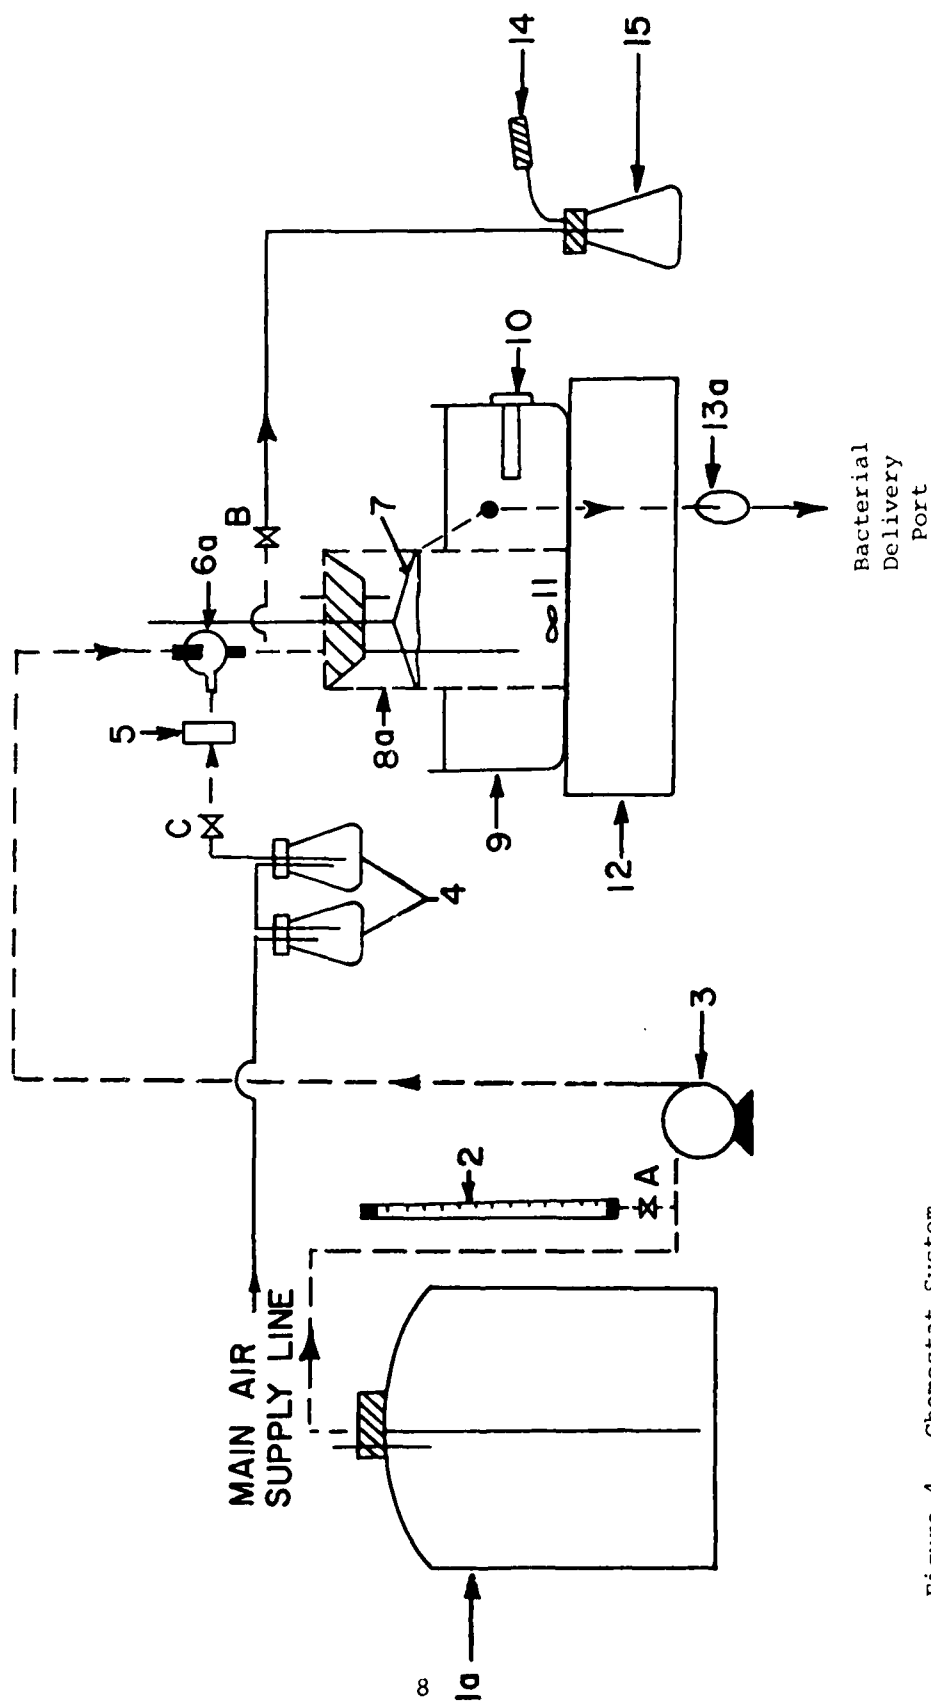 MAIN AIR
SUPPLY LINE
1a
2
A
3
4
C
5
6a
B
7
8a
9
10
∞ 11
12
13a
14
15
Bacterial
Delivery
Port
Figure 4. Chemostat System
8